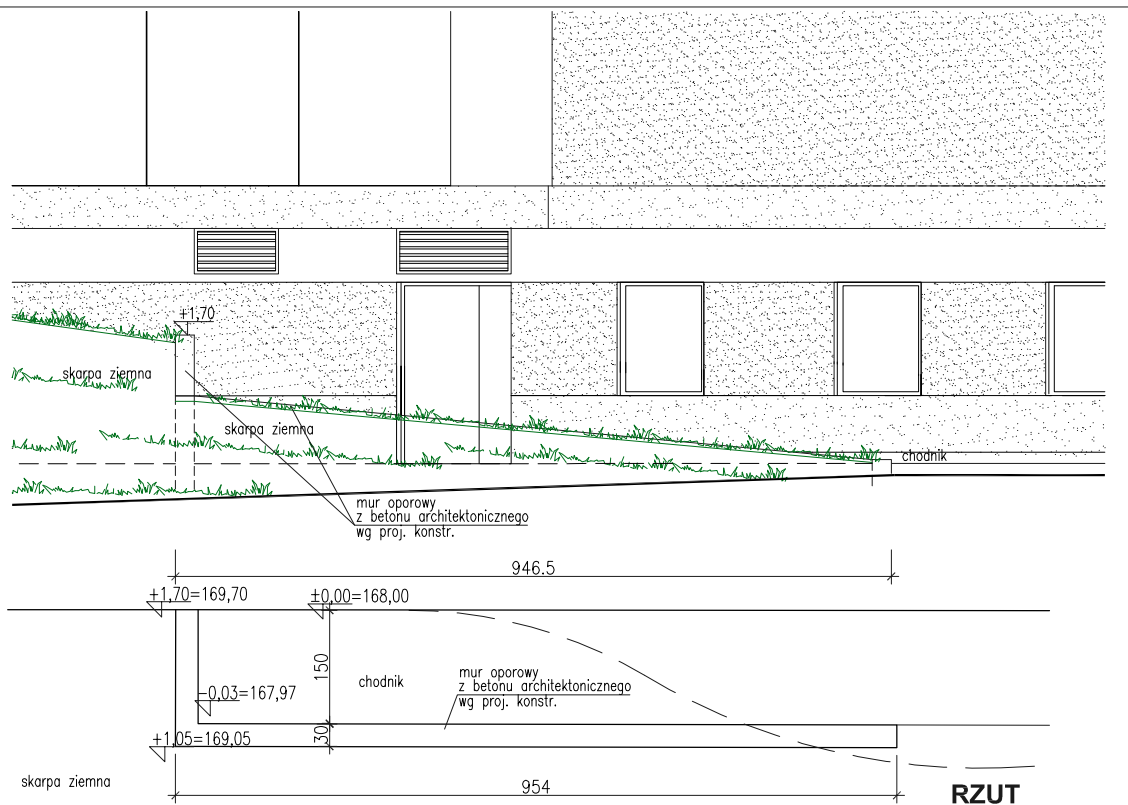 +1,70
skarpa ziemna
skarpa ziemna
chodnik
mur oporowy
z betonu architektonicznego
wg proj. konstr.
946.5
+1,70=169,70
±0,00=168,00
150
chodnik
mur oporowy
z betonu architektonicznego
wg proj. konstr.
-0,03=167,97
30
+1,05=169,05
skarpa ziemna
954
RZUT